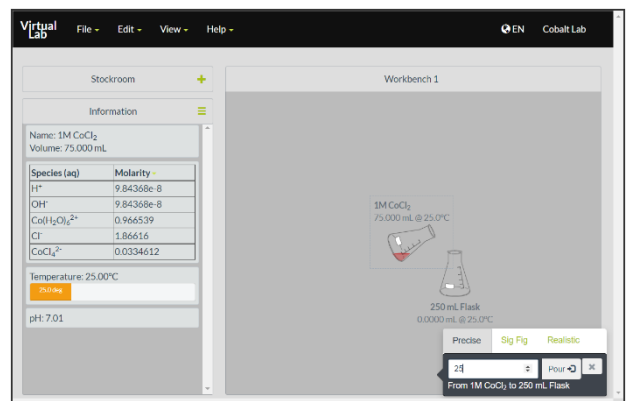 Virtual Lab File Edit View Help EN Cobalt Lab
Stockroom
Information
Name: 1M CoCl₂
Volume: 75.000 mL
Species (aq) Molarity
H⁺ 9.84368e-8
OH⁻ 9.84368e-8
Co(H₂O)₆²⁺ 0.966539
Cl⁻ 1.86616
CoCl₄²⁻ 0.0334612
Temperature: 25.00°C
25.0 deg
pH: 7.01
Workbench 1
1M CoCl₂
75.000 mL @ 25.0°C
250 mL Flask
0.0000 mL @ 25.0°C
Precise Sig Fig Realistic
25 Pour
From 1M CoCl₂ to 250 mL Flask